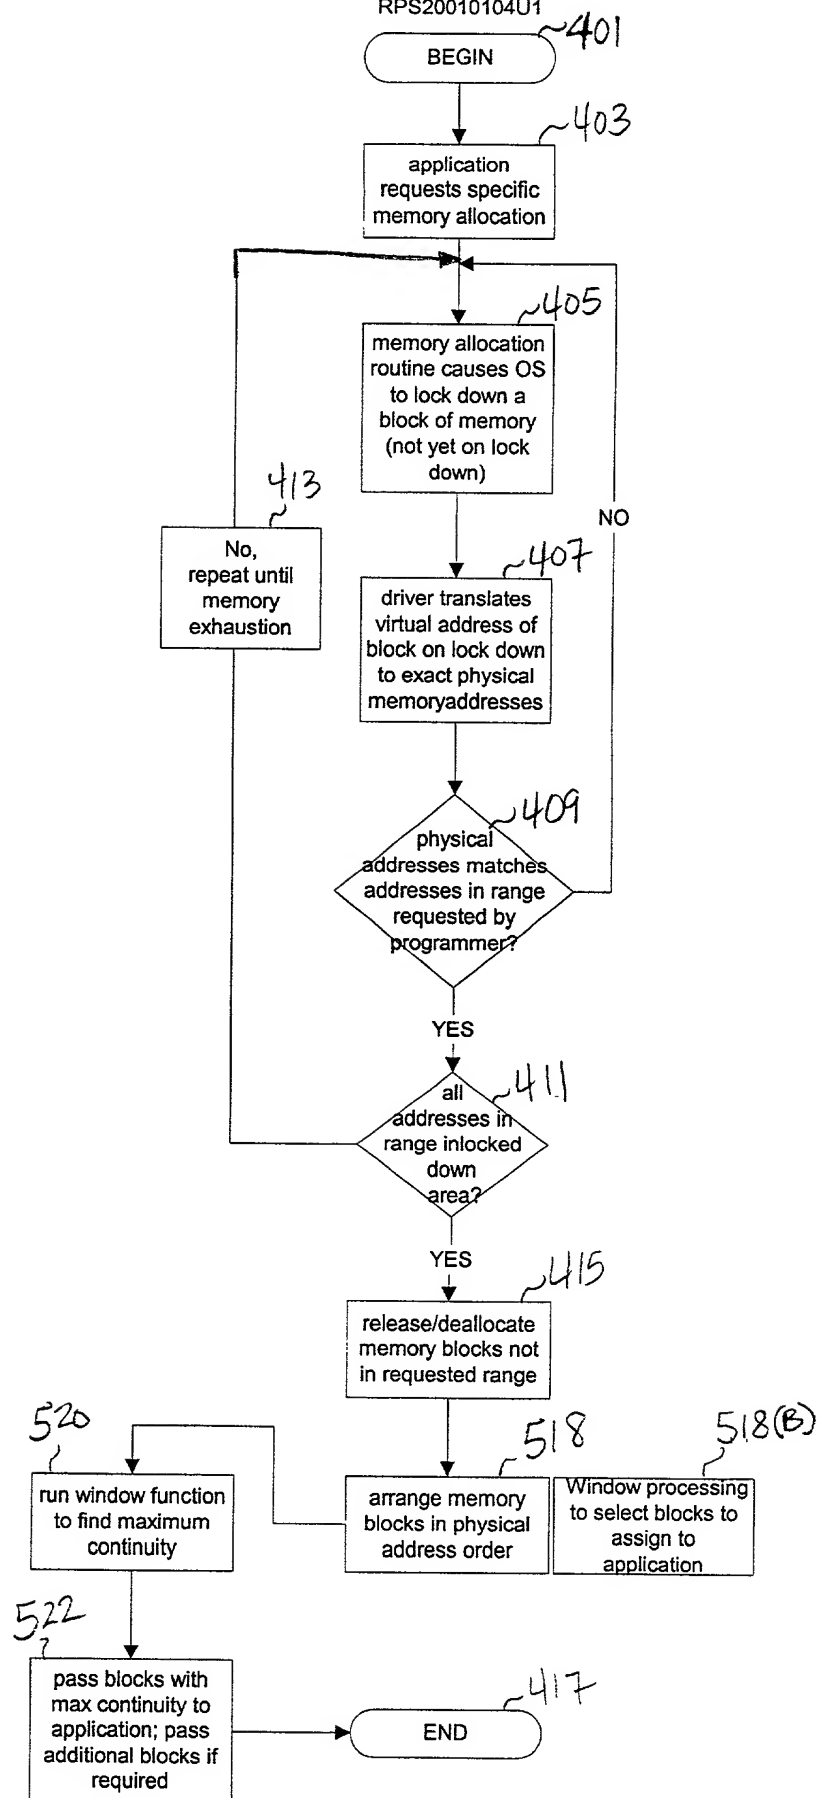 RPS20010104U1
401
BEGIN
403
application
requests specific
memory allocation
405
memory allocation
routine causes OS
to lock down a
block of memory
(not yet on lock
down)
413
No,
repeat until
memory
exhaustion
NO
407
driver translates
virtual address of
block on lock down
to exact physical
memoryaddresses
409
physical
addresses matches
addresses in range
requested by
programmer?
YES
411
all
addresses in
range inlocked
down
area?
YES
415
release/deallocate
memory blocks not
in requested range
518
arrange memory
blocks in physical
address order
518(B)
Window processing
to select blocks to
assign to
application
520
run window function
to find maximum
continuity
522
pass blocks with
max continuity to
application; pass
additional blocks if
required
417
END